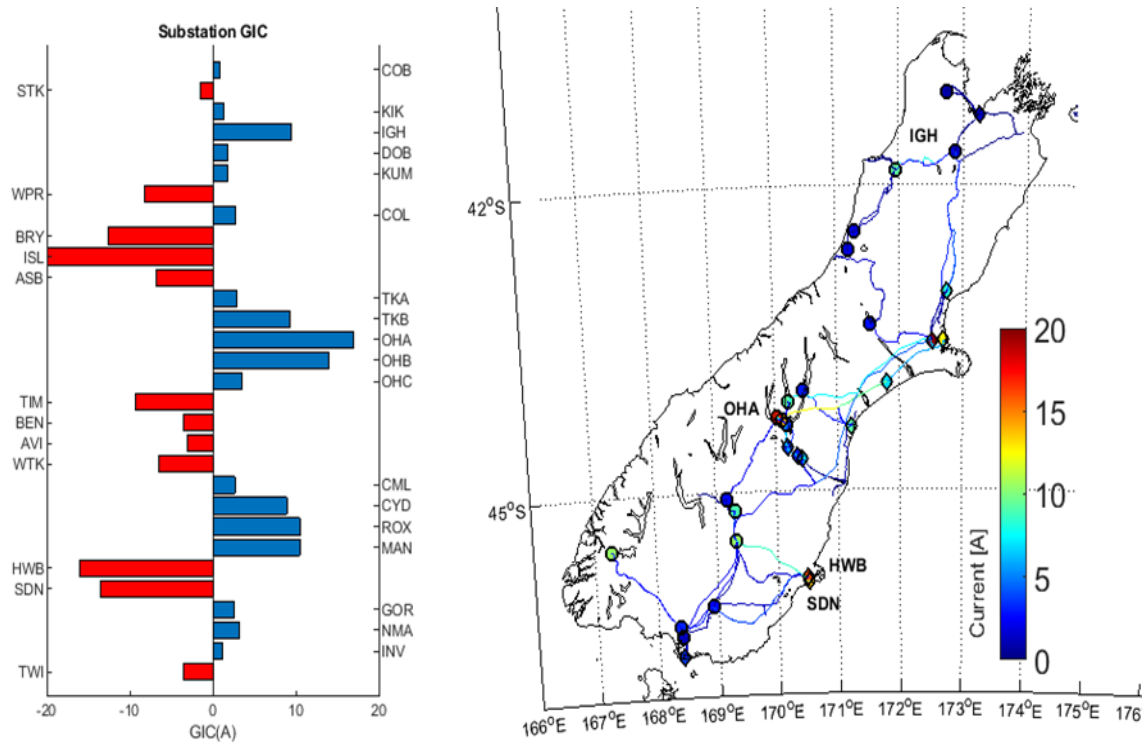 Substation GIC
COB
STK
KIK
IGH
DOB
KUM
WPR
COL
BRY
ISL
ASB
TKA
TKB
OHA
OHB
OHC
TIM
BEN
AVI
WTK
CML
CYD
ROX
MAN
HWB
SDN
GOR
NMA
INV
TWI
-20 -10 0 10 20
GIC(A)
IGH
42°S
OHA
45°S
HWB
SDN
166°E 167°E 168°E 169°E 170°E 171°E 172°E 173°E 174°E 175°E 176
20
15
10
5
0
Current [A]